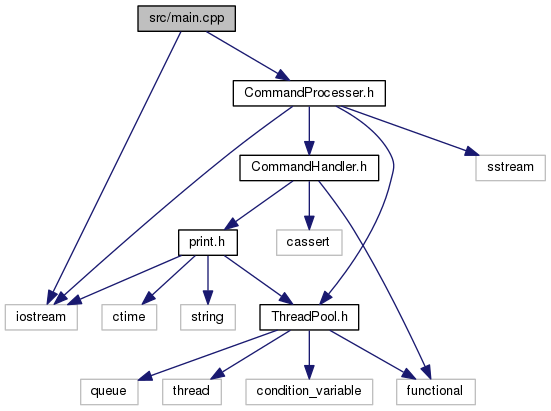 src/main.cpp
CommandProcesser.h
CommandHandler.h
sstream
print.h
cassert
iostream
ctime
string
ThreadPool.h
queue
thread
condition_variable
functional